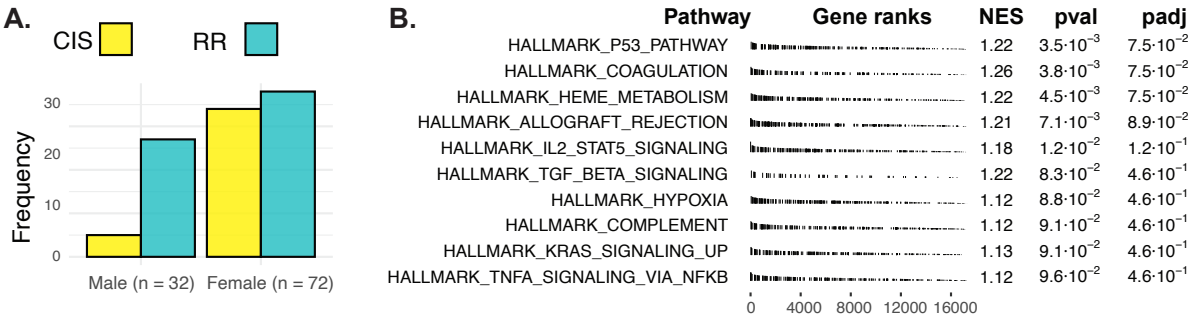 A.
CIS RR
Frequency
30
20
10
0
Male (n = 32) Female (n = 72)
B.
Pathway Gene ranks NES pval padj
HALLMARK_P53_PATHWAY 1.22 3.5·10⁻³ 7.5·10⁻²
HALLMARK_COAGULATION 1.26 3.8·10⁻³ 7.5·10⁻²
HALLMARK_HEME_METABOLISM 1.22 4.5·10⁻³ 7.5·10⁻²
HALLMARK_ALLOGRAFT_REJECTION 1.21 7.1·10⁻³ 8.9·10⁻²
HALLMARK_IL2_STAT5_SIGNALING 1.18 1.2·10⁻² 1.2·10⁻¹
HALLMARK_TGF_BETA_SIGNALING 1.22 8.3·10⁻² 4.6·10⁻¹
HALLMARK_HYPOXIA 1.12 8.8·10⁻² 4.6·10⁻¹
HALLMARK_COMPLEMENT 1.12 9.1·10⁻² 4.6·10⁻¹
HALLMARK_KRAS_SIGNALING_UP 1.13 9.1·10⁻² 4.6·10⁻¹
HALLMARK_TNFA_SIGNALING_VIA_NFKB 1.12 9.6·10⁻² 4.6·10⁻¹
0 4000 8000 12000 16000